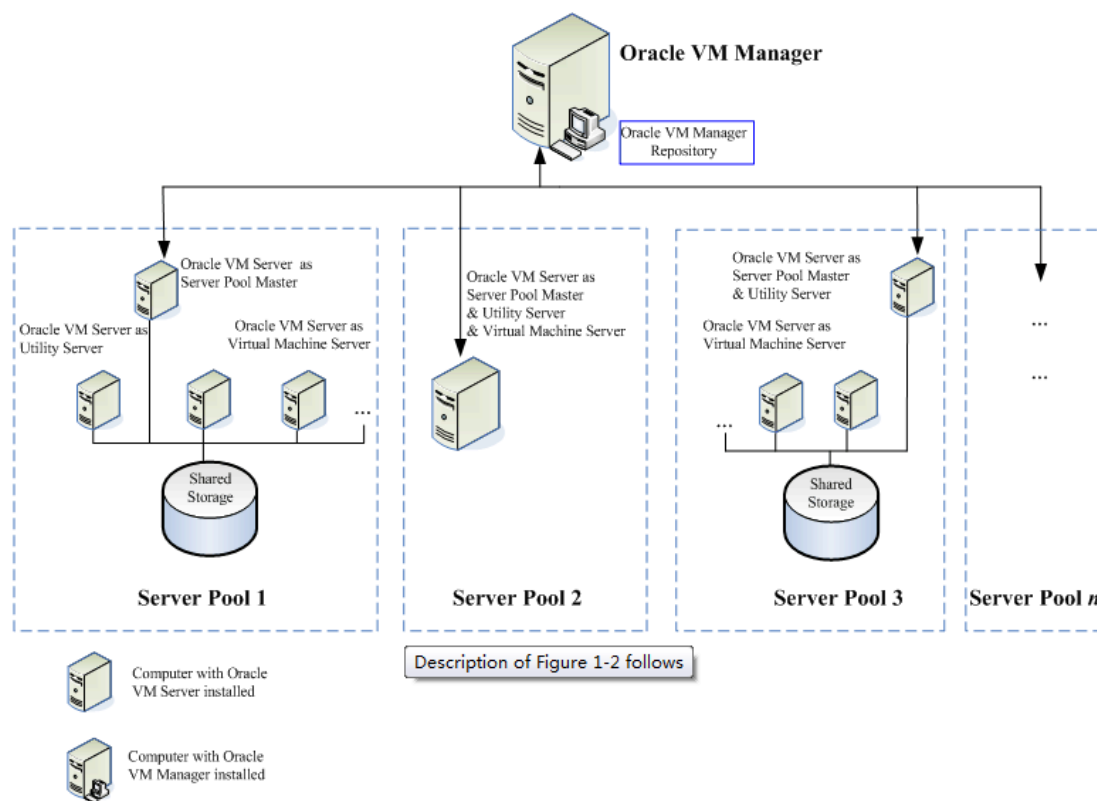 Oracle VM Manager
Oracle VM Manager
Repository
Oracle VM Server as
Server Pool Master
Oracle VM Server as
Utility Server
Oracle VM Server as
Virtual Machine Server
...
Shared
Storage
Server Pool 1
Oracle VM Server as
Server Pool Master
& Utility Server
& Virtual Machine Server
Server Pool 2
Oracle VM Server as
Server Pool Master
& Utility Server
Oracle VM Server as
Virtual Machine Server
...
Shared
Storage
Server Pool 3
...
...
Server Pool n
Description of Figure 1-2 follows
Computer with Oracle
VM Server installed
Computer with Oracle
VM Manager installed